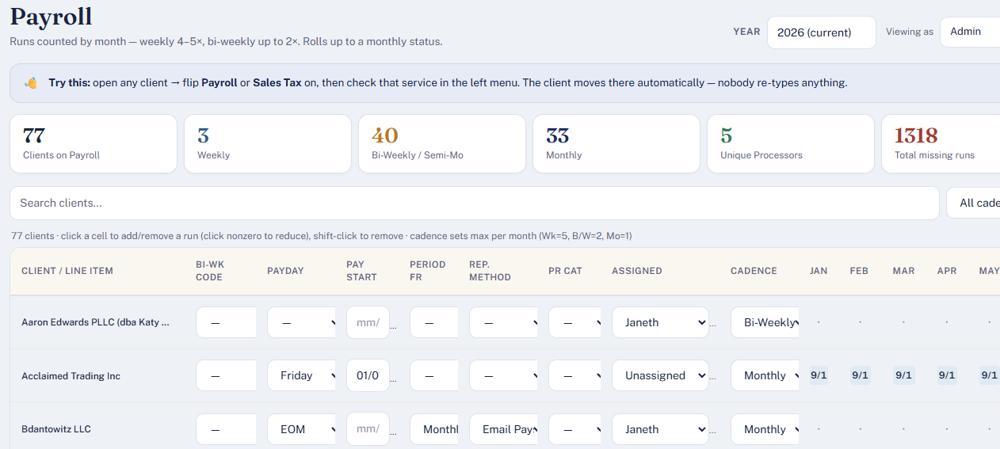 Payroll
Runs counted by month — weekly 4–5×, bi-weekly up to 2×. Rolls up to a monthly status.
YEAR 2026 (current) Viewing as Admin
Try this: open any client → flip Payroll or Sales Tax on, then check that service in the left menu. The client moves there automatically — nobody re-types anything.
77 3 40 33 5 1318
Clients on Payroll Weekly Bi-Weekly / Semi-Mo Monthly Unique Processors Total missing runs
Search clients... All cade
77 clients · click a cell to add/remove a run (click nonzero to reduce), shift-click to remove · cadence sets max per month (Wk=5, B/W=2, Mo=1)
CLIENT / LINE ITEM BI-WK CODE PAYDAY PAY START PERIOD FR REP. METHOD PR CAT ASSIGNED CADENCE JAN FEB MAR APR MAY
Aaron Edwards PLLC (dba Katy ... — — mm/ ... — — — Janeth ... Bi-Weekly · · · · ·
Acclaimed Trading Inc — Friday 01/0 ... — — — Unassigned ... Monthly 9/1 9/1 9/1 9/1 9/1
Bdantowitz LLC — EOM mm/ ... Month Email Pay — Janeth ... Monthly · · · · ·